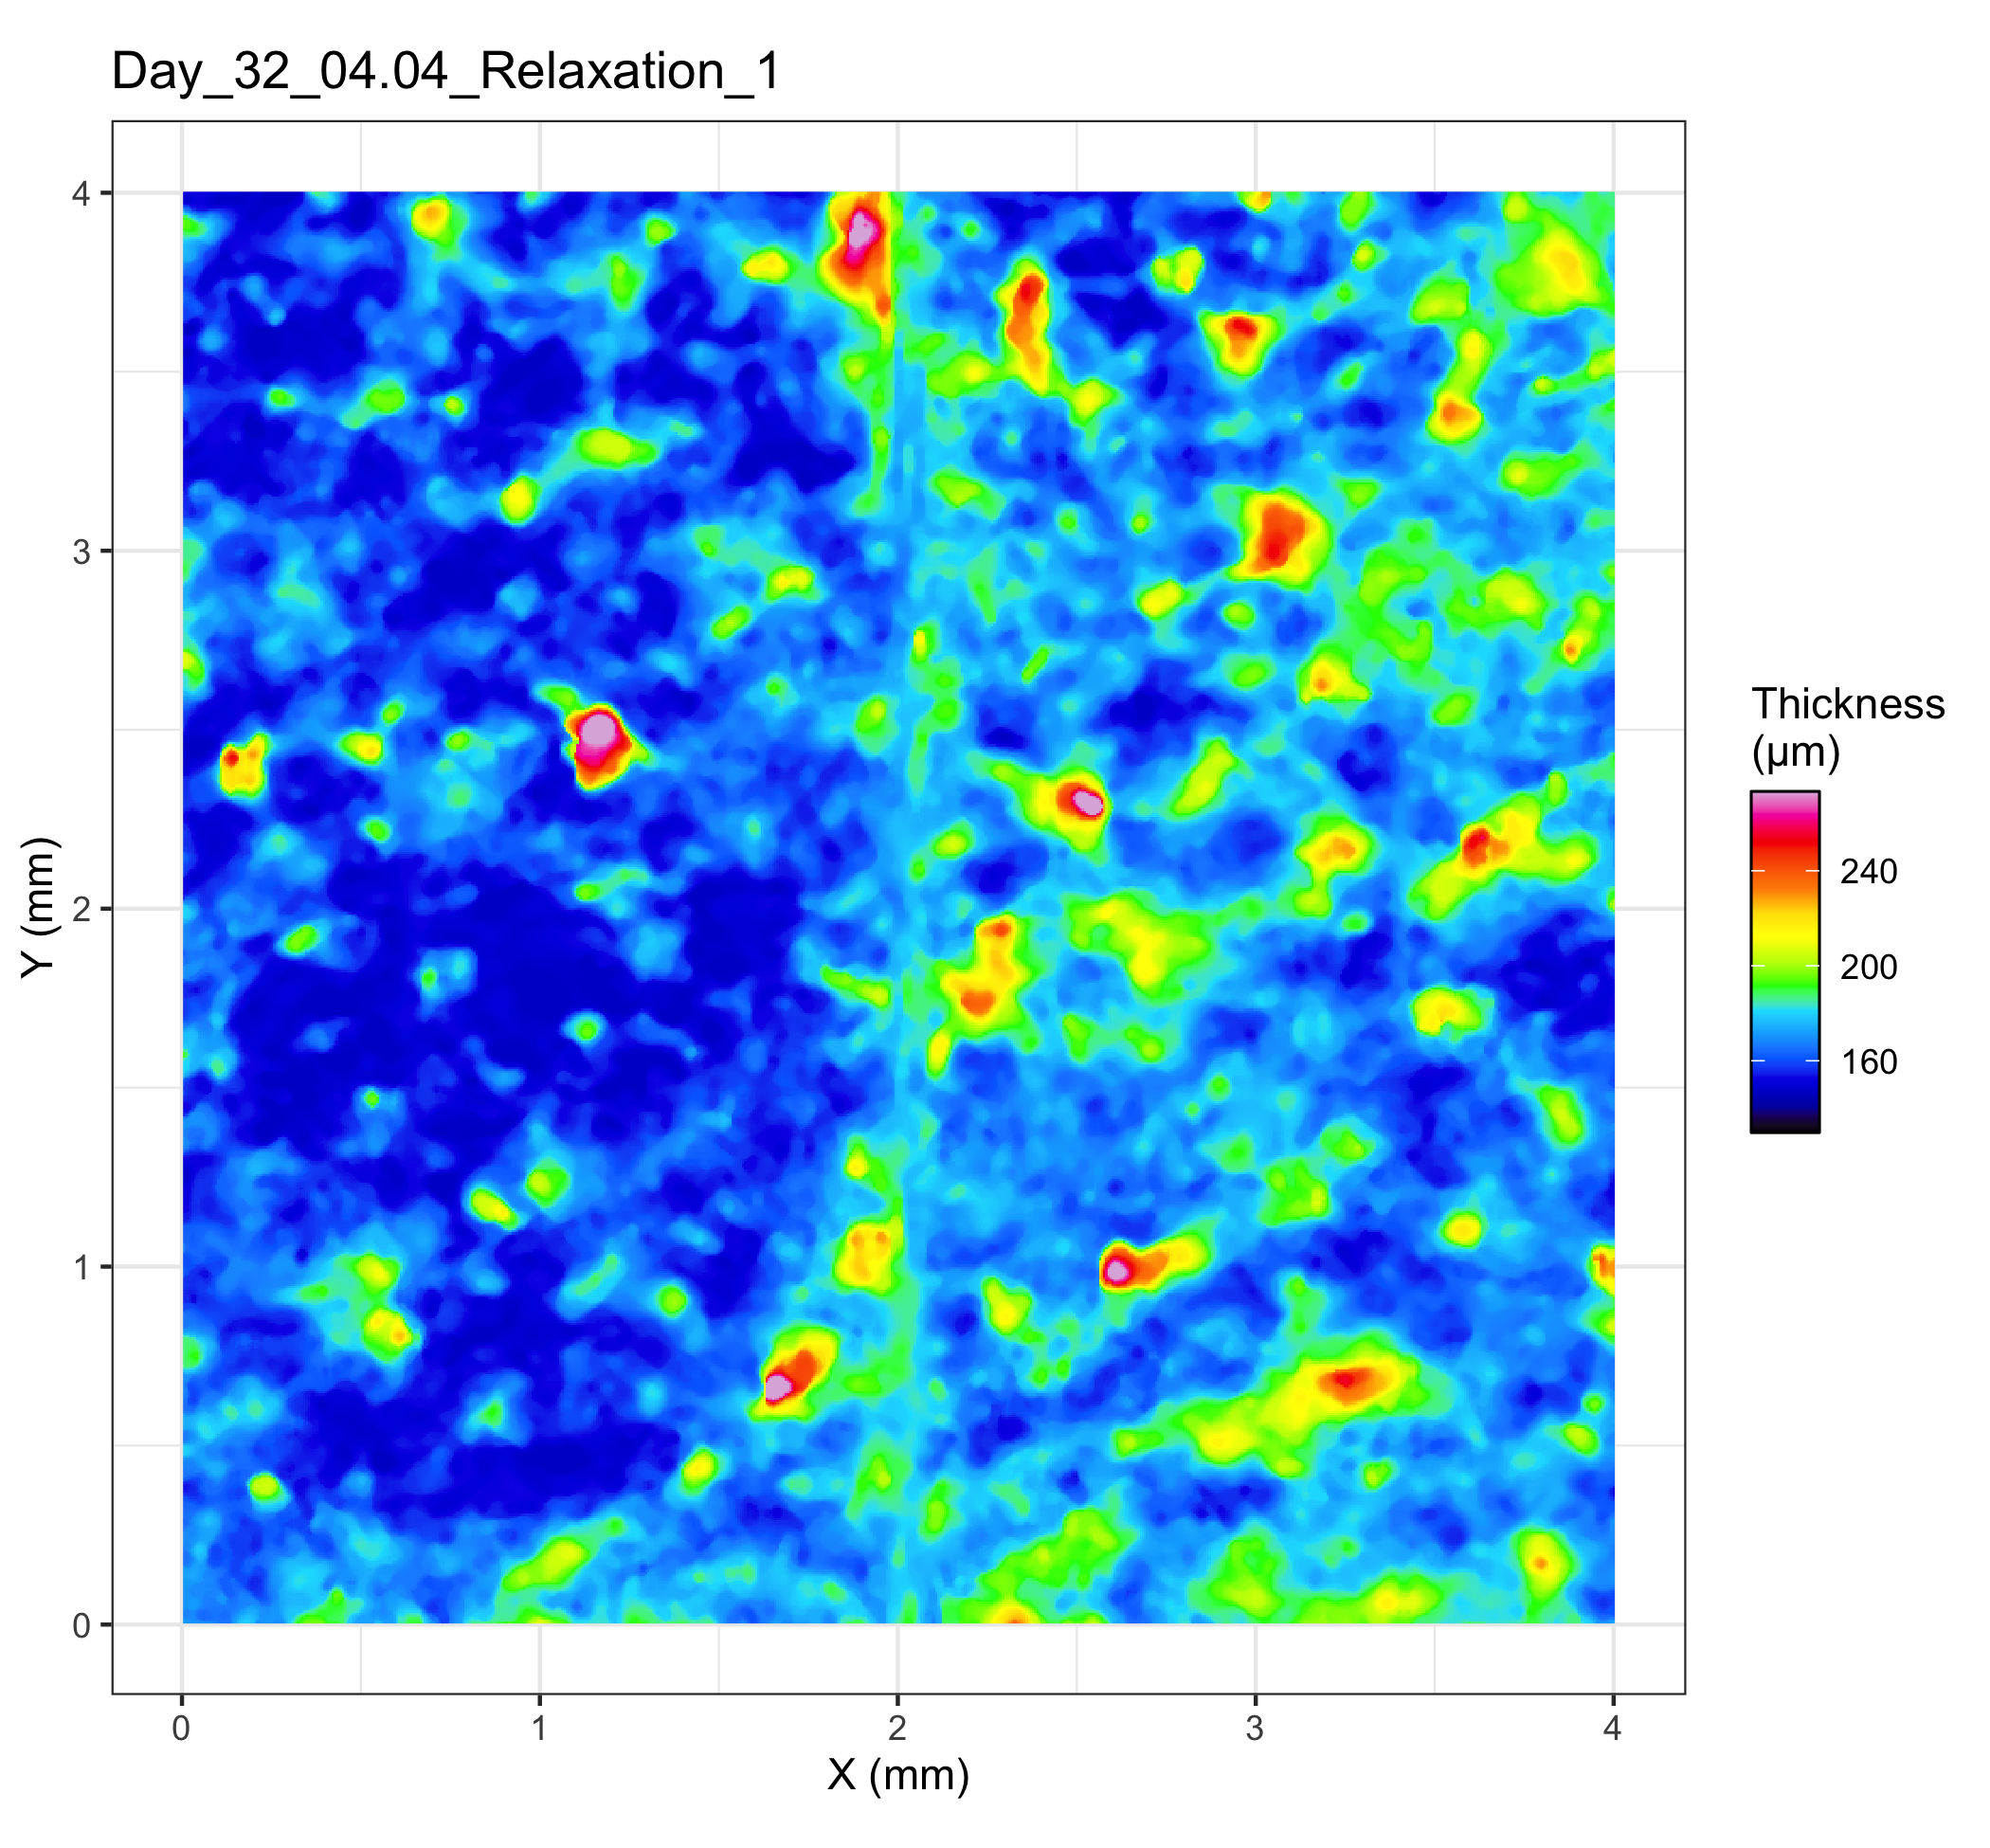 Day_32_04.04_Relaxation_1
4
3
2
1
0
Y (mm)
0 1 2 3 4
X (mm)
Thickness
(µm)
240
200
160